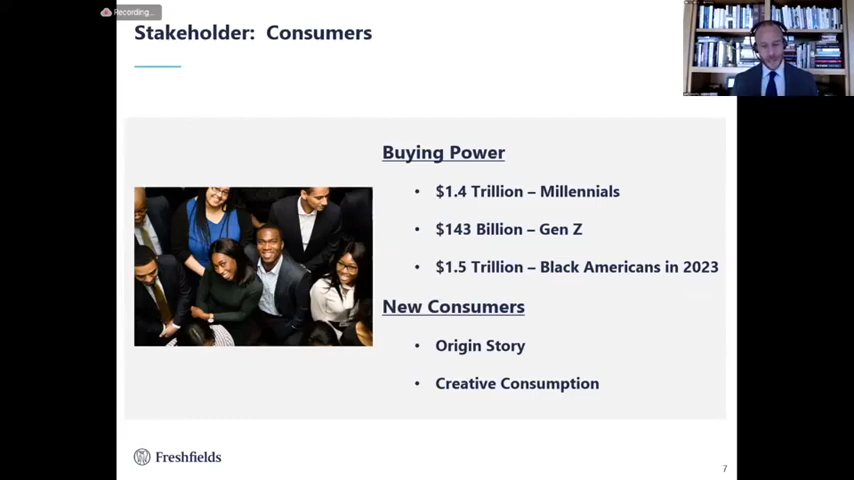 Recording...
Stakeholder: Consumers
Buying Power
• $1.4 Trillion – Millennials
• $143 Billion – Gen Z
• $1.5 Trillion – Black Americans in 2023
New Consumers
• Origin Story
• Creative Consumption
Freshfields
7